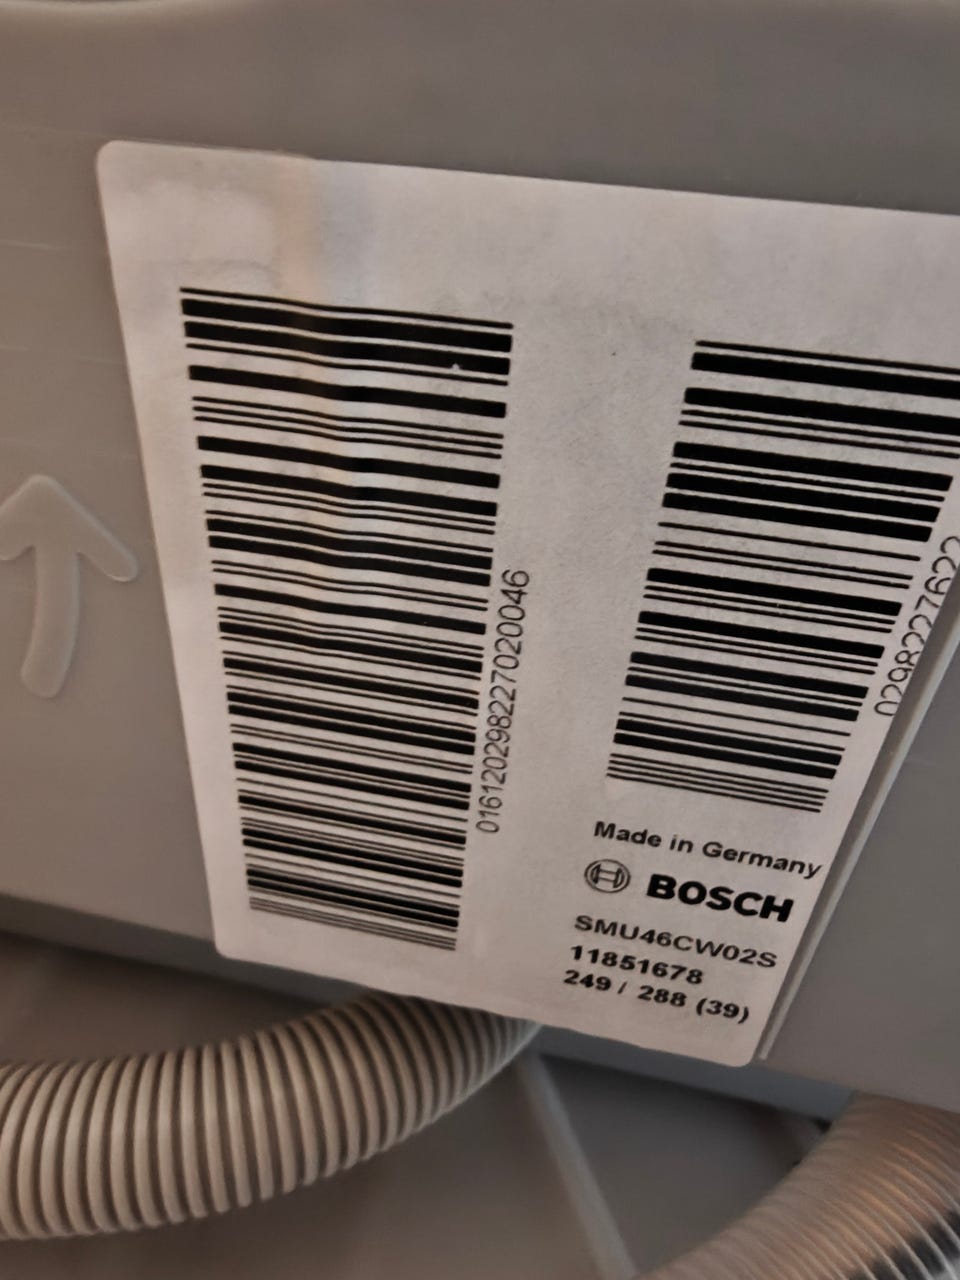 016120298227020046
0298227622
Made in Germany
BOSCH
SMU46CW02S
11851678
249 / 288 (39)